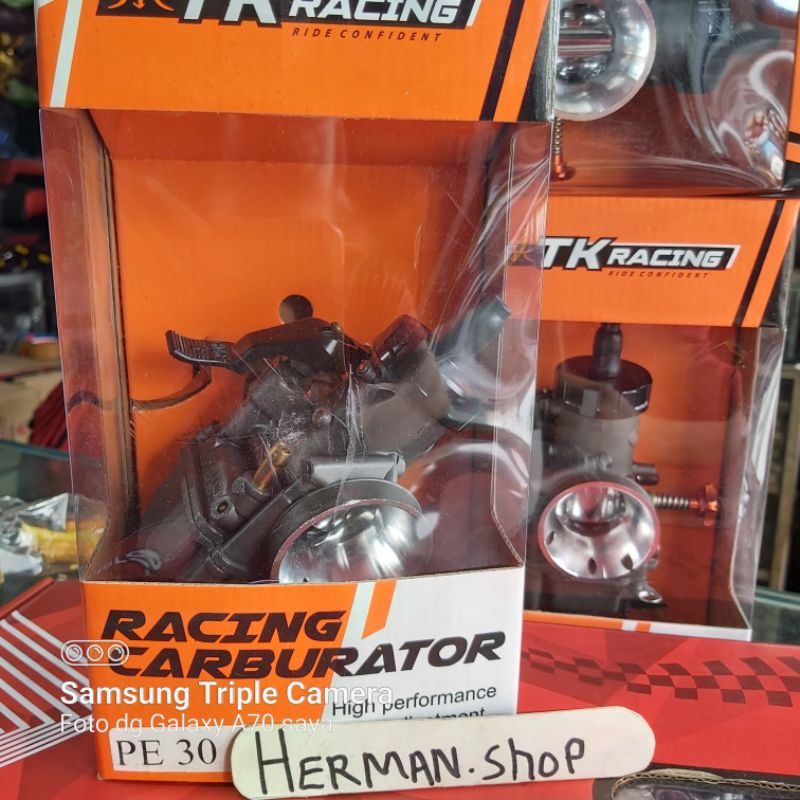 TK RACING
RIDE CONFIDENT
TK RACING
RIDE CONFIDENT
RACING
CARBURATOR
High performance
Samsung Triple Camera
Foto dg Galaxy A70 saya
PE 30
HERMAN.shop